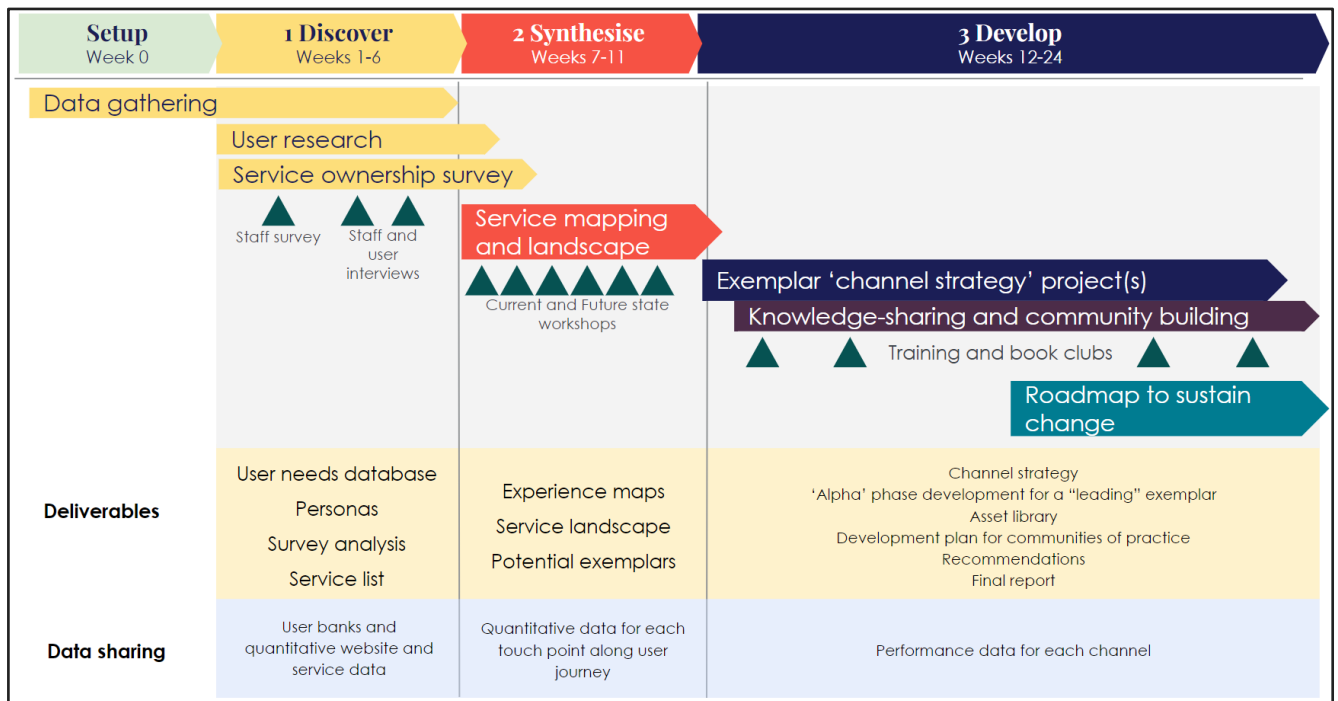 Setup
Week 0
1 Discover
Weeks 1-6
2 Synthesise
Weeks 7-11
3 Develop
Weeks 12-24
Data gathering
User research
Service ownership survey
Staff survey
Staff and
user
interviews
Service mapping
and landscape
Current and Future state
workshops
Exemplar ‘channel strategy’ project(s)
Knowledge-sharing and community building
Training and book clubs
Roadmap to sustain
change
Deliverables
User needs database
Personas
Survey analysis
Service list
Experience maps
Service landscape
Potential exemplars
Channel strategy
‘Alpha’ phase development for a “leading” exemplar
Asset library
Development plan for communities of practice
Recommendations
Final report
Data sharing
User banks and
quantitative website and
service data
Quantitative data for each
touch point along user
journey
Performance data for each channel